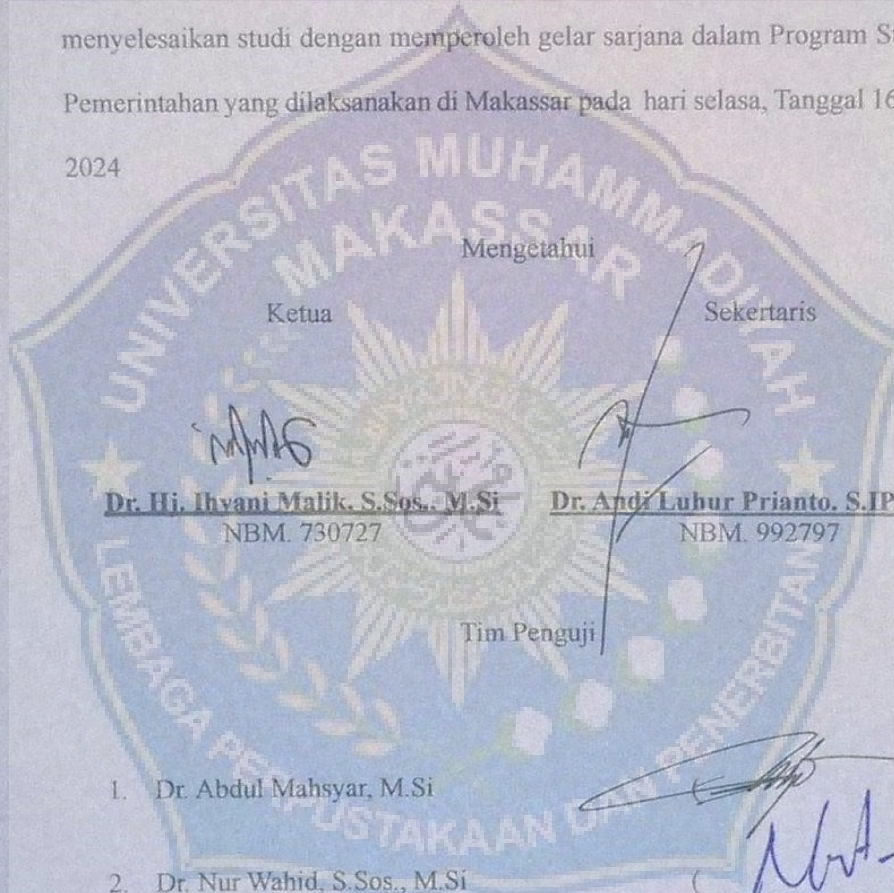 menyelesaikan studi dengan memperoleh gelar sarjana dalam Program
Pemerintahan yang dilaksanakan di Makassar pada hari selasa, Tanggal 16
2024
UNIVERSITAS MUHAMMADIYAH
MAKASSAR
Mengetahui
Ketua
Sekertaris
Dr. Hj. Ihyani Malik, S.Sos., M.Si
Dr. Andi Luhur Prianto, S.IP
NBM. 730727
NBM. 992797
Tim Penguji
1. Dr. Abdul Mahsyar, M.Si
(
2. Dr. Nur Wahid, S.Sos., M.Si
(
LEMBAGA PERPUSTAKAAN DAN PENERBITAN